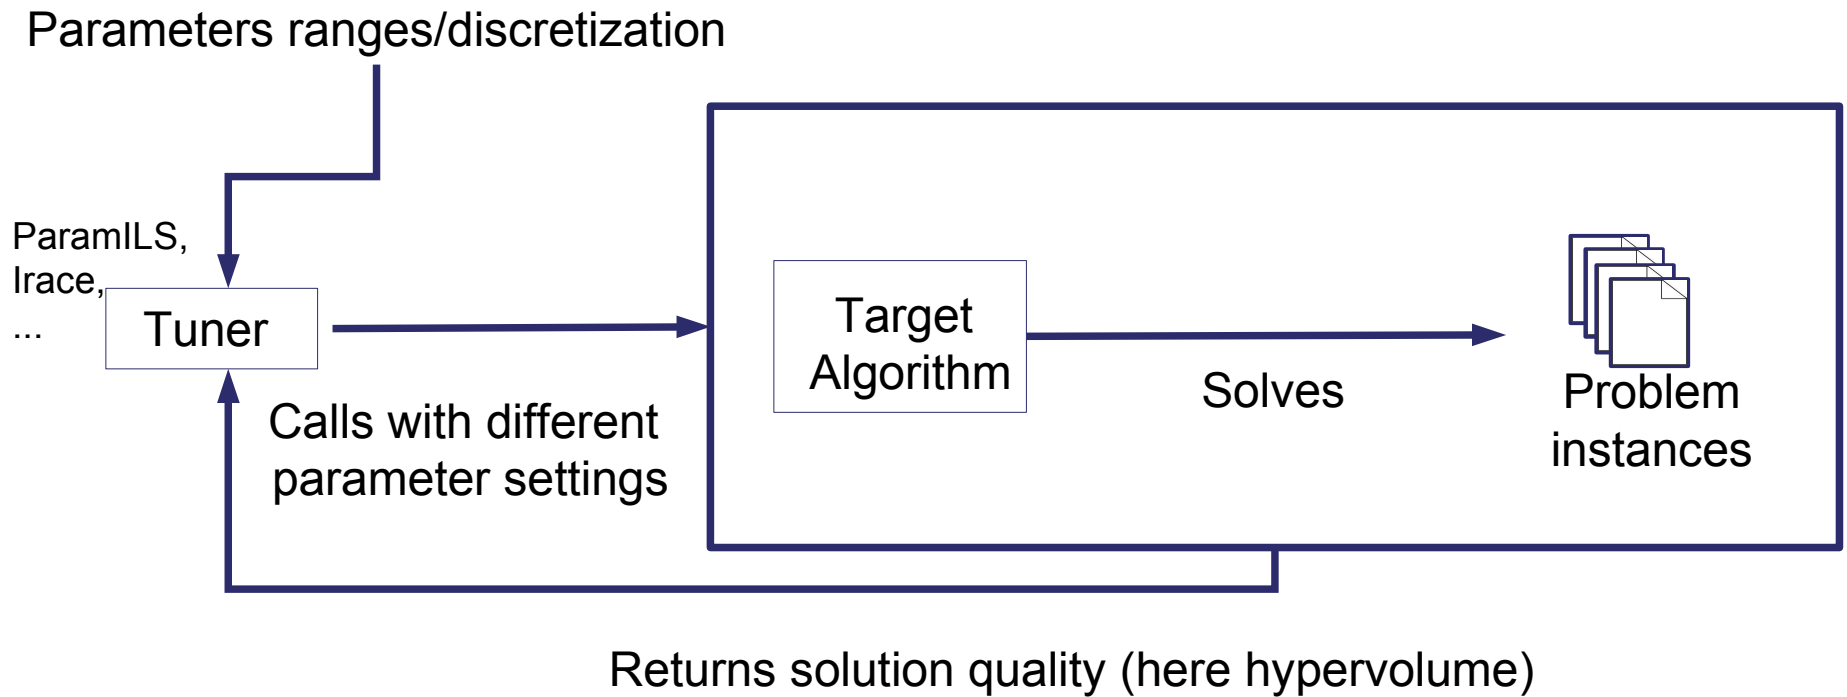 Parameters ranges/discretization
ParamILS,
Irace,
...
Tuner
Calls with different
parameter settings
Target
Algorithm
Solves
Problem
instances
Returns solution quality (here hypervolume)